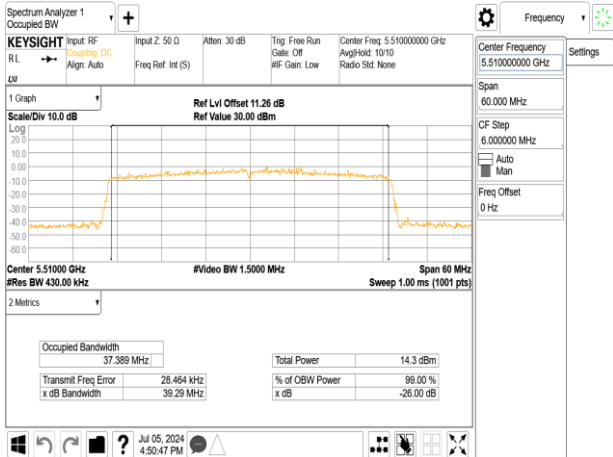 Spectrum Analyzer 1
Occupied BW
+
Frequency
KEYSIGHT
RL
Input: RF
Coupling: DC
Align: Auto
Input Z: 50 Ω
Freq Ref: Int (S)
Atten: 30 dB
Trig: Free Run
Gate: Off
#IF Gain: Low
Center Freq: 5.510000000 GHz
Avg|Hold: 10/10
Radio Std: None
Center Frequency
5.510000000 GHz
Settings
Span
60.000 MHz
CF Step
6.000000 MHz
Auto
Man
Freq Offset
0 Hz
1 Graph
Scale/Div 10.0 dB
Ref Lvl Offset 11.26 dB
Ref Value 30.00 dBm
Log
20.0
10.0
0.00
-10.0
-20.0
-30.0
-40.0
-50.0
-60.0
Center 5.51000 GHz
#Video BW 1.5000 MHz
Span 60 MHz
#Res BW 430.00 kHz
Sweep 1.00 ms (1001 pts)
2 Metrics
Occupied Bandwidth
37.389 MHz
Total Power 14.3 dBm
Transmit Freq Error 28.464 kHz
% of OBW Power 99.00 %
x dB Bandwidth 39.29 MHz
x dB -26.00 dB
?
Jul 05, 2024
4:50:47 PM